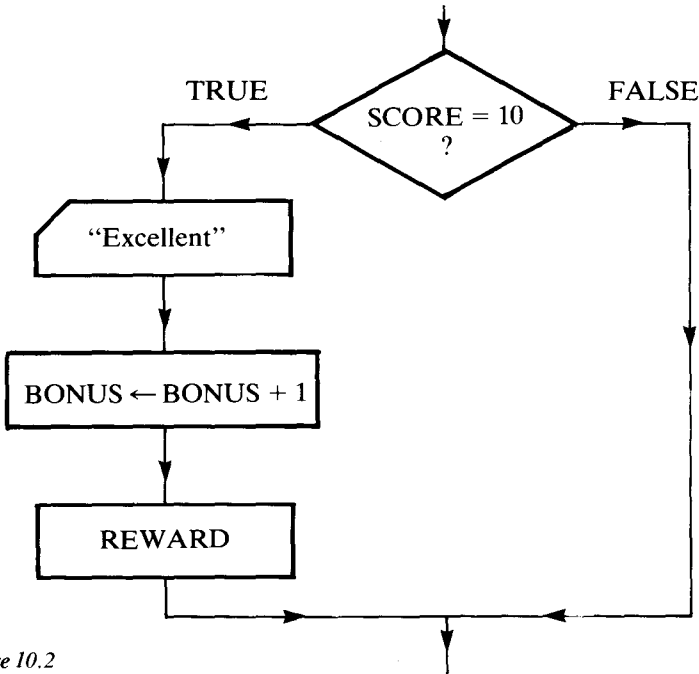 TRUE
FALSE
SCORE = 10
?
“Excellent”
BONUS ← BONUS + 1
REWARD
10.2